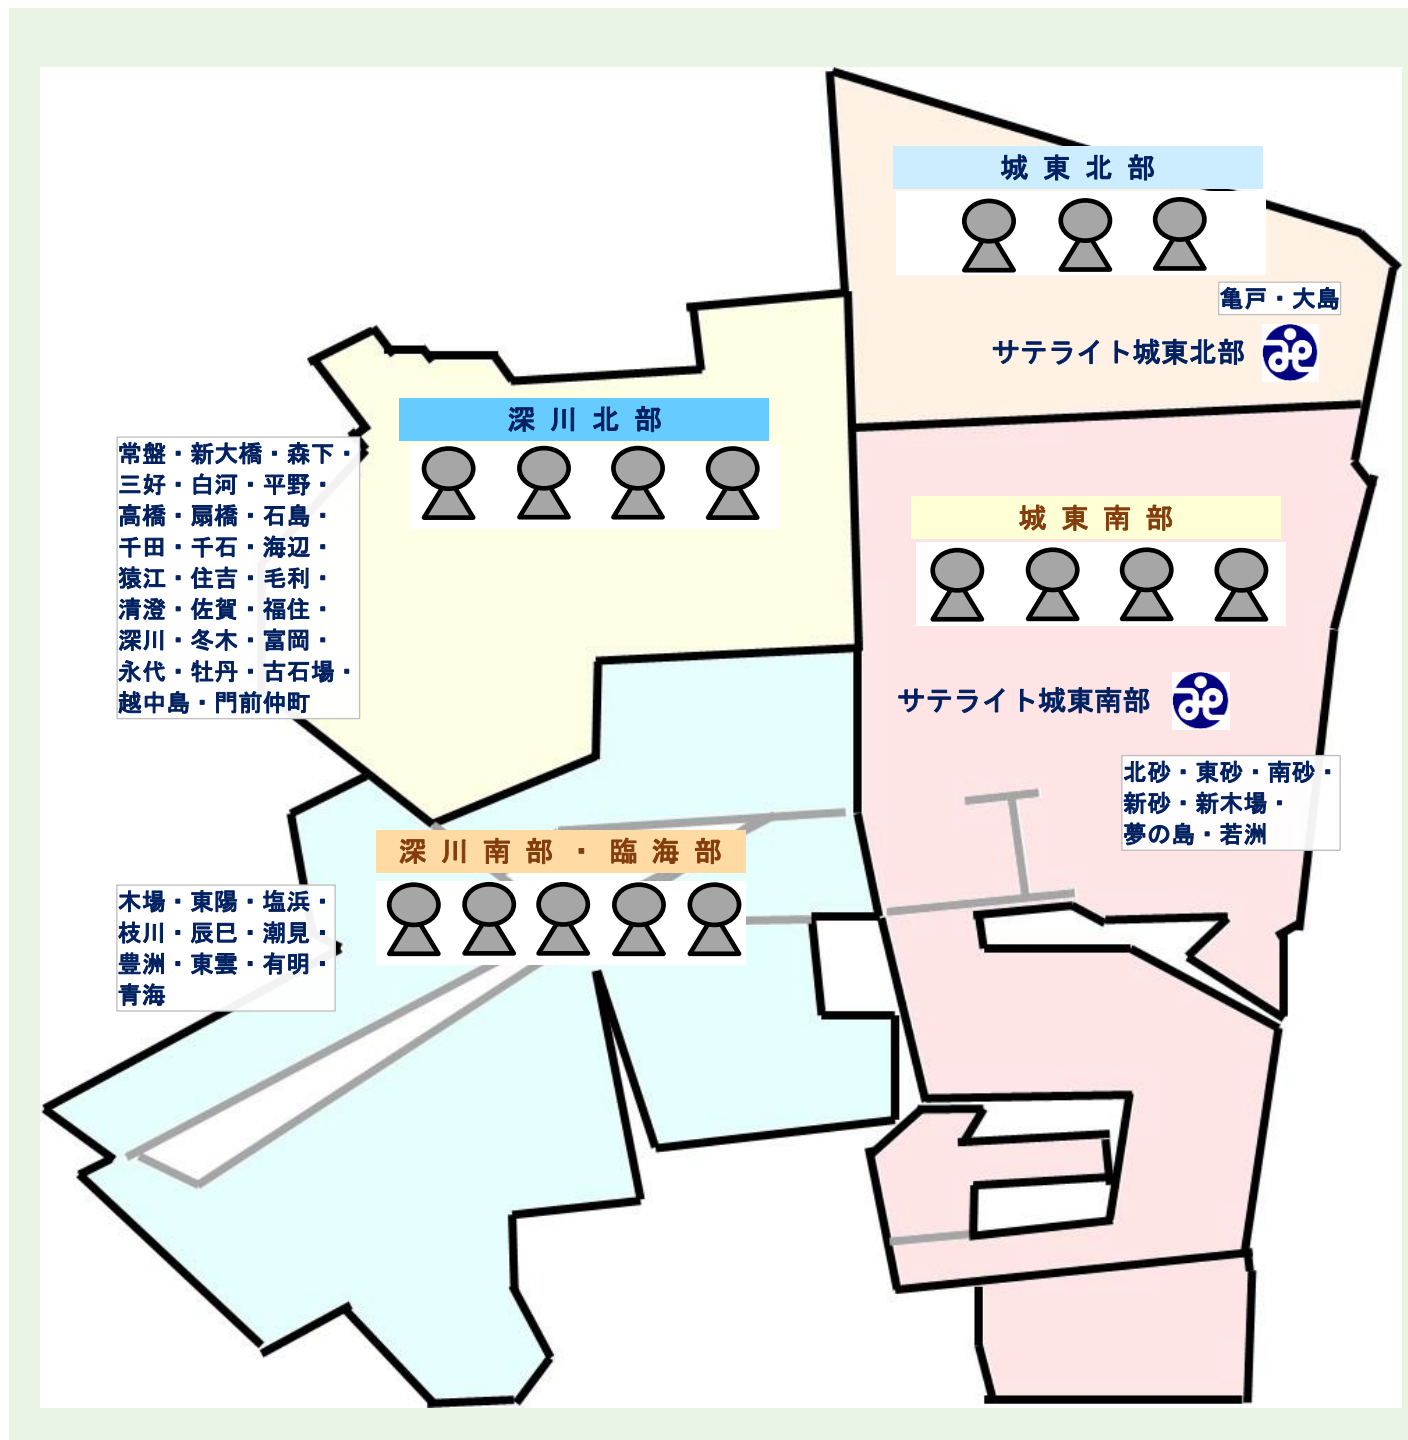 城東北部
亀戸・大島
サテライト城東北部
深川北部
常盤・新大橋・森下・
三好・白河・平野・
高橋・扇橋・石島・
千田・千石・海辺・
猿江・住吉・毛利・
清澄・佐賀・福住・
深川・冬木・富岡・
永代・牡丹・古石場・
越中島・門前仲町
城東南部
サテライト城東南部
北砂・東砂・南砂・
新砂・新木場・
夢の島・若洲
深川南部・臨海部
木場・東陽・塩浜・
枝川・辰巳・潮見・
豊洲・東雲・有明・
青海